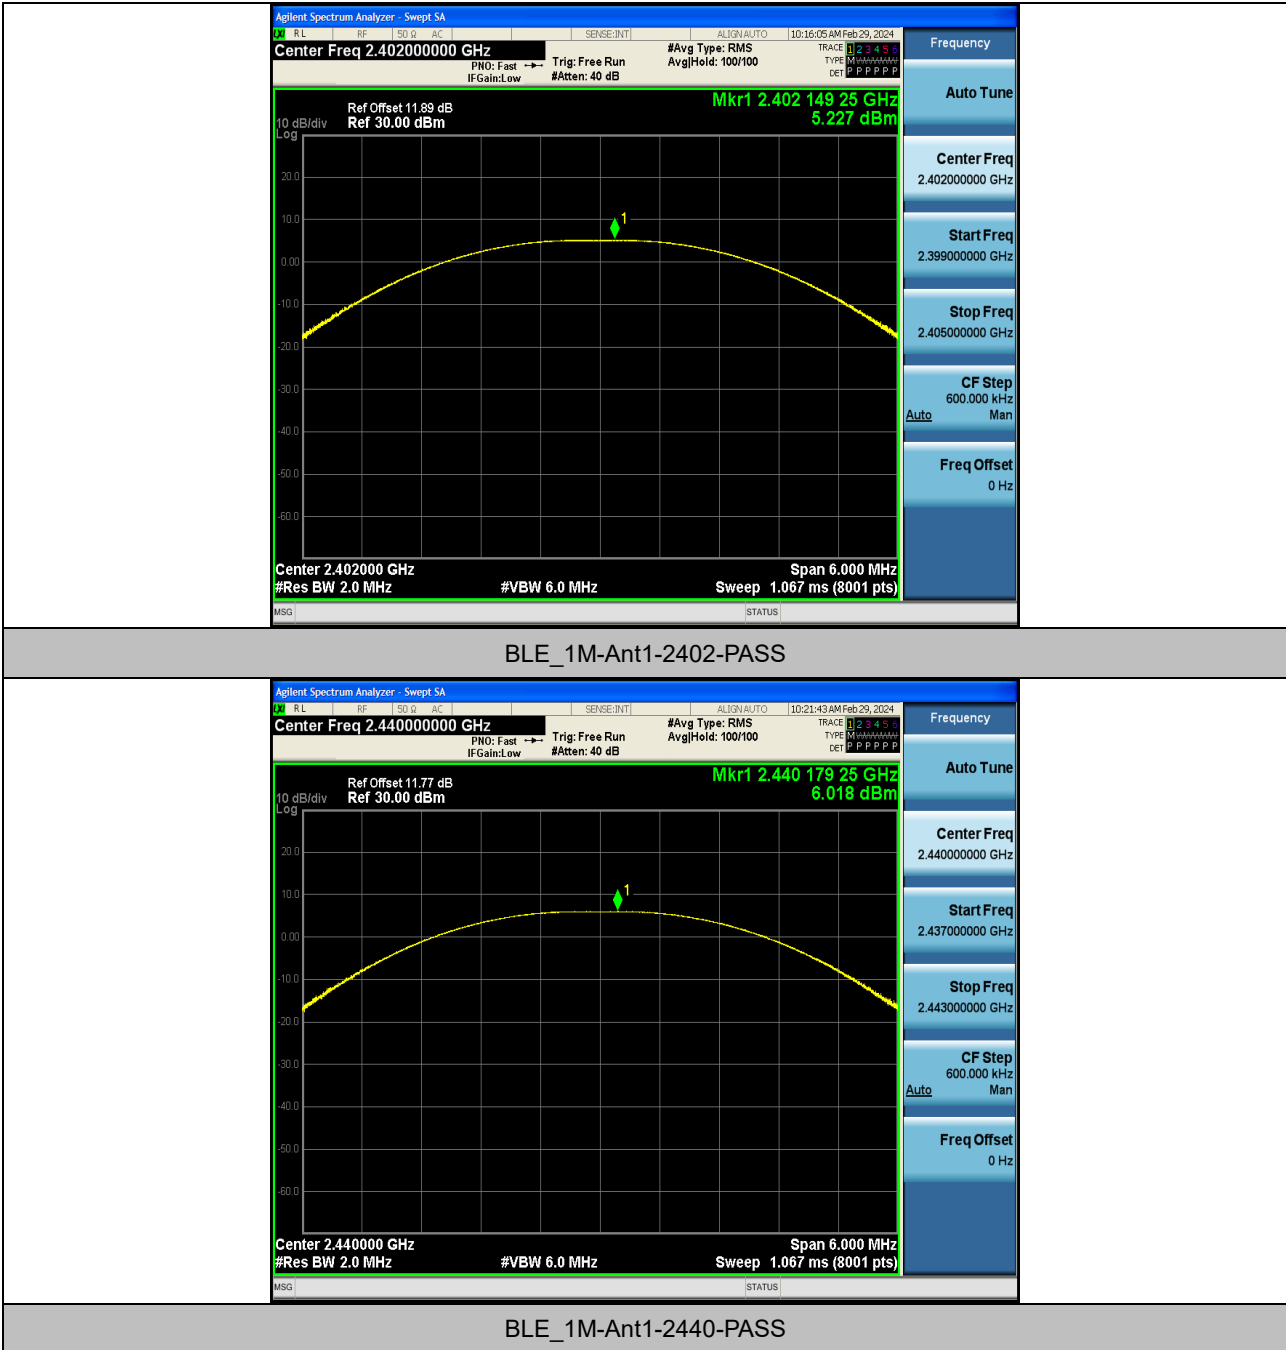 Agilent Spectrum Analyzer - Swept SA
LXI RL RF 50 Ω AC SENSE:INT ALIGN AUTO 10:16:05 AM Feb 29, 2024
Center Freq 2.402000000 GHz
PNO: Fast
IFGain:Low
Trig: Free Run
#Atten: 40 dB
#Avg Type: RMS
Avg|Hold: 100/100
TRACE 1 2 3 4 5 6
TYPE M
DET P P P P P P
Ref Offset 11.89 dB
10 dB/div Ref 30.00 dBm
Log
Mkr1 2.402 149 25 GHz
5.227 dBm
1
20.0
10.0
0.00
-10.0
-20.0
-30.0
-40.0
-50.0
-60.0
Center 2.402000 GHz Span 6.000 MHz
#Res BW 2.0 MHz #VBW 6.0 MHz Sweep 1.067 ms (8001 pts)
MSG STATUS
Frequency
Auto Tune
Center Freq
2.402000000 GHz
Start Freq
2.399000000 GHz
Stop Freq
2.405000000 GHz
CF Step
600.000 kHz
Auto Man
Freq Offset
0 Hz
BLE_1M-Ant1-2402-PASS
Agilent Spectrum Analyzer - Swept SA
LXI RL RF 50 Ω AC SENSE:INT ALIGN AUTO 10:21:43 AM Feb 29, 2024
Center Freq 2.440000000 GHz
PNO: Fast
IFGain:Low
Trig: Free Run
#Atten: 40 dB
#Avg Type: RMS
Avg|Hold: 100/100
TRACE 1 2 3 4 5 6
TYPE M
DET P P P P P P
Ref Offset 11.77 dB
10 dB/div Ref 30.00 dBm
Log
Mkr1 2.440 179 25 GHz
6.018 dBm
1
20.0
10.0
0.00
-10.0
-20.0
-30.0
-40.0
-50.0
-60.0
Center 2.440000 GHz Span 6.000 MHz
#Res BW 2.0 MHz #VBW 6.0 MHz Sweep 1.067 ms (8001 pts)
MSG STATUS
Frequency
Auto Tune
Center Freq
2.440000000 GHz
Start Freq
2.437000000 GHz
Stop Freq
2.443000000 GHz
CF Step
600.000 kHz
Auto Man
Freq Offset
0 Hz
BLE_1M-Ant1-2440-PASS